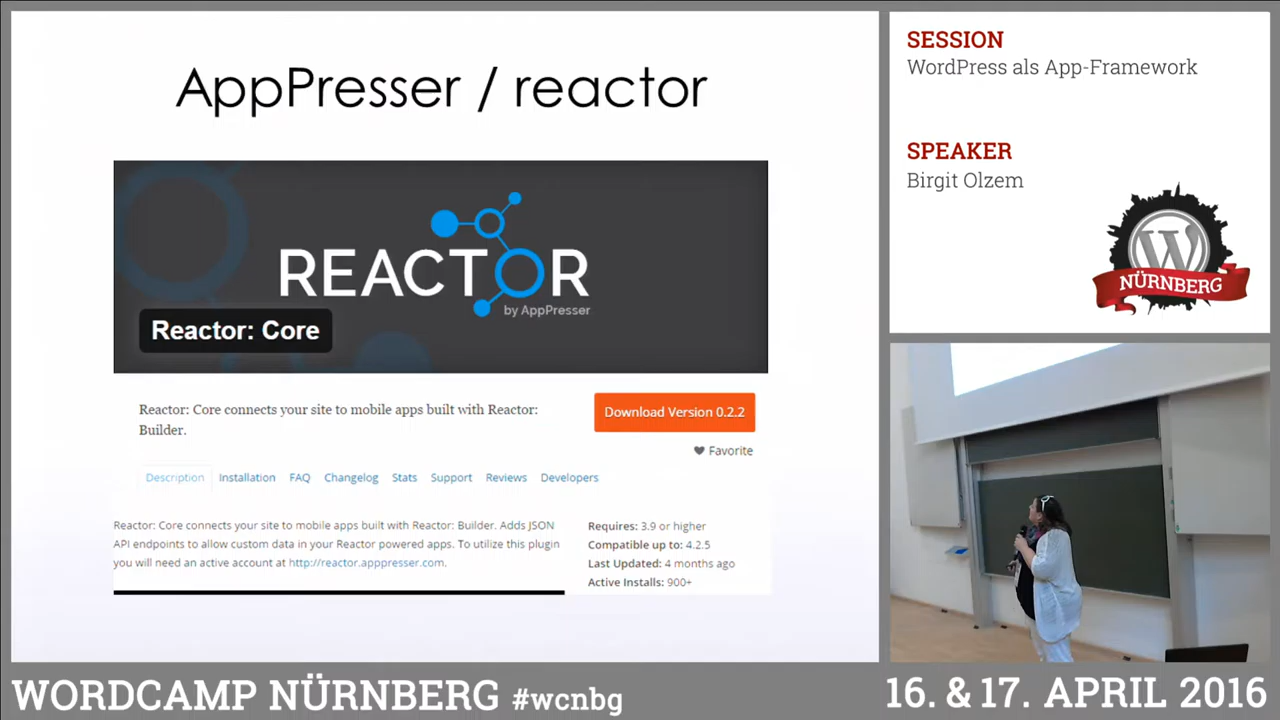 AppPresser / reactor
REACTOR
by AppPresser
Reactor: Core
Reactor: Core connects your site to mobile apps built with Reactor:
Builder.
Download Version 0.2.2
Favorite
Description Installation FAQ Changelog Stats Support Reviews Developers
Reactor: Core connects your site to mobile apps built with Reactor: Builder. Adds JSON
API endpoints to allow custom data in your Reactor powered apps. To utilize this plugin
you will need an active account at http://reactor.apppresser.com.
Requires: 3.9 or higher
Compatible up to: 4.2.5
Last Updated: 4 months ago
Active Installs: 900+
SESSION
WordPress als App-Framework
SPEAKER
Birgit Olzem
W
NÜRNBERG
WORDCAMP NÜRNBERG #wcnbg
16. & 17. APRIL 2016